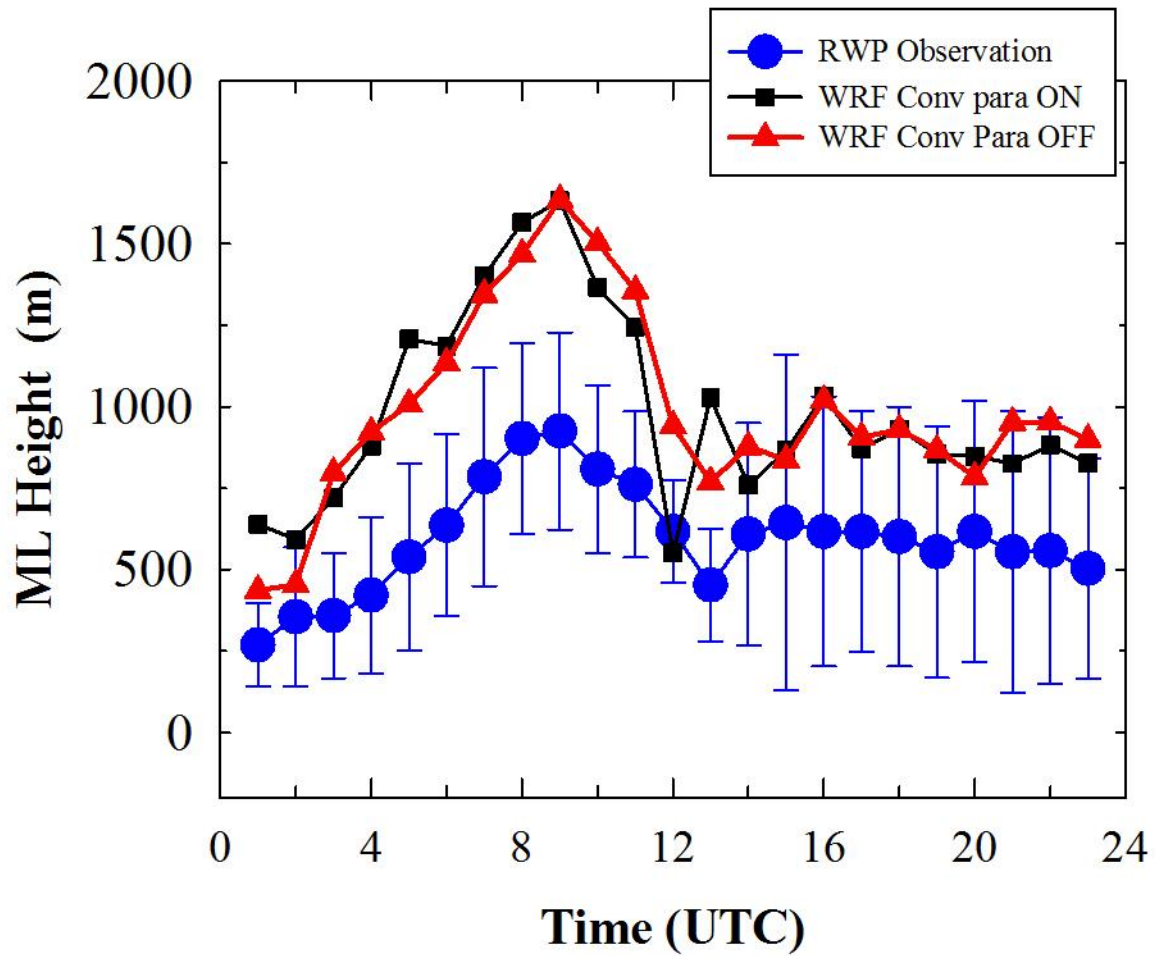 RWP Observation
WRF Conv para ON
WRF Conv Para OFF
2000
1500
1000
500
0
ML Height (m)
0 4 8 12 16 20 24
Time (UTC)